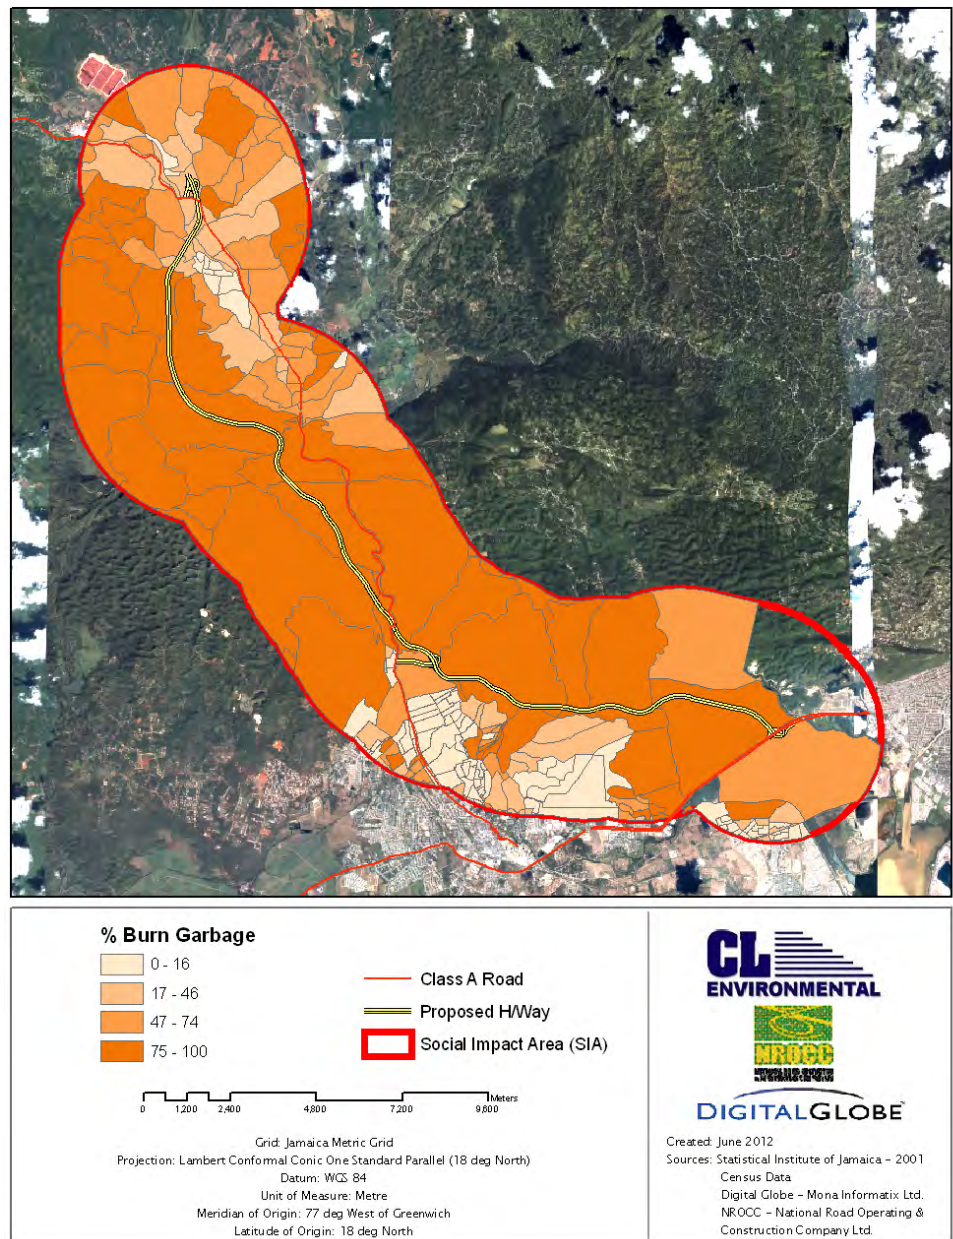 % Burn Garbage
0 - 16
17 - 46
47 - 74
75 - 100
Class A Road
Proposed H/Way
Social Impact Area (SIA)
Meters
0 1,200 2,400 4,800 7,200 9,600
Grid: Jamaica Metric Grid
Projection: Lambert Conformal Conic One Standard Parallel (18 deg North)
Datum: WGS 84
Unit of Measure: Metre
Meridian of Origin: 77 deg West of Greenwich
Latitude of Origin: 18 deg North
CL
ENVIRONMENTAL
NROCC
DIGITALGLOBE
Created: June 2012
Sources: Statistical Institute of Jamaica – 2001
Census Data
Digital Globe – Mona Informatix Ltd.
NROCC – National Road Operating &
Construction Company Ltd.